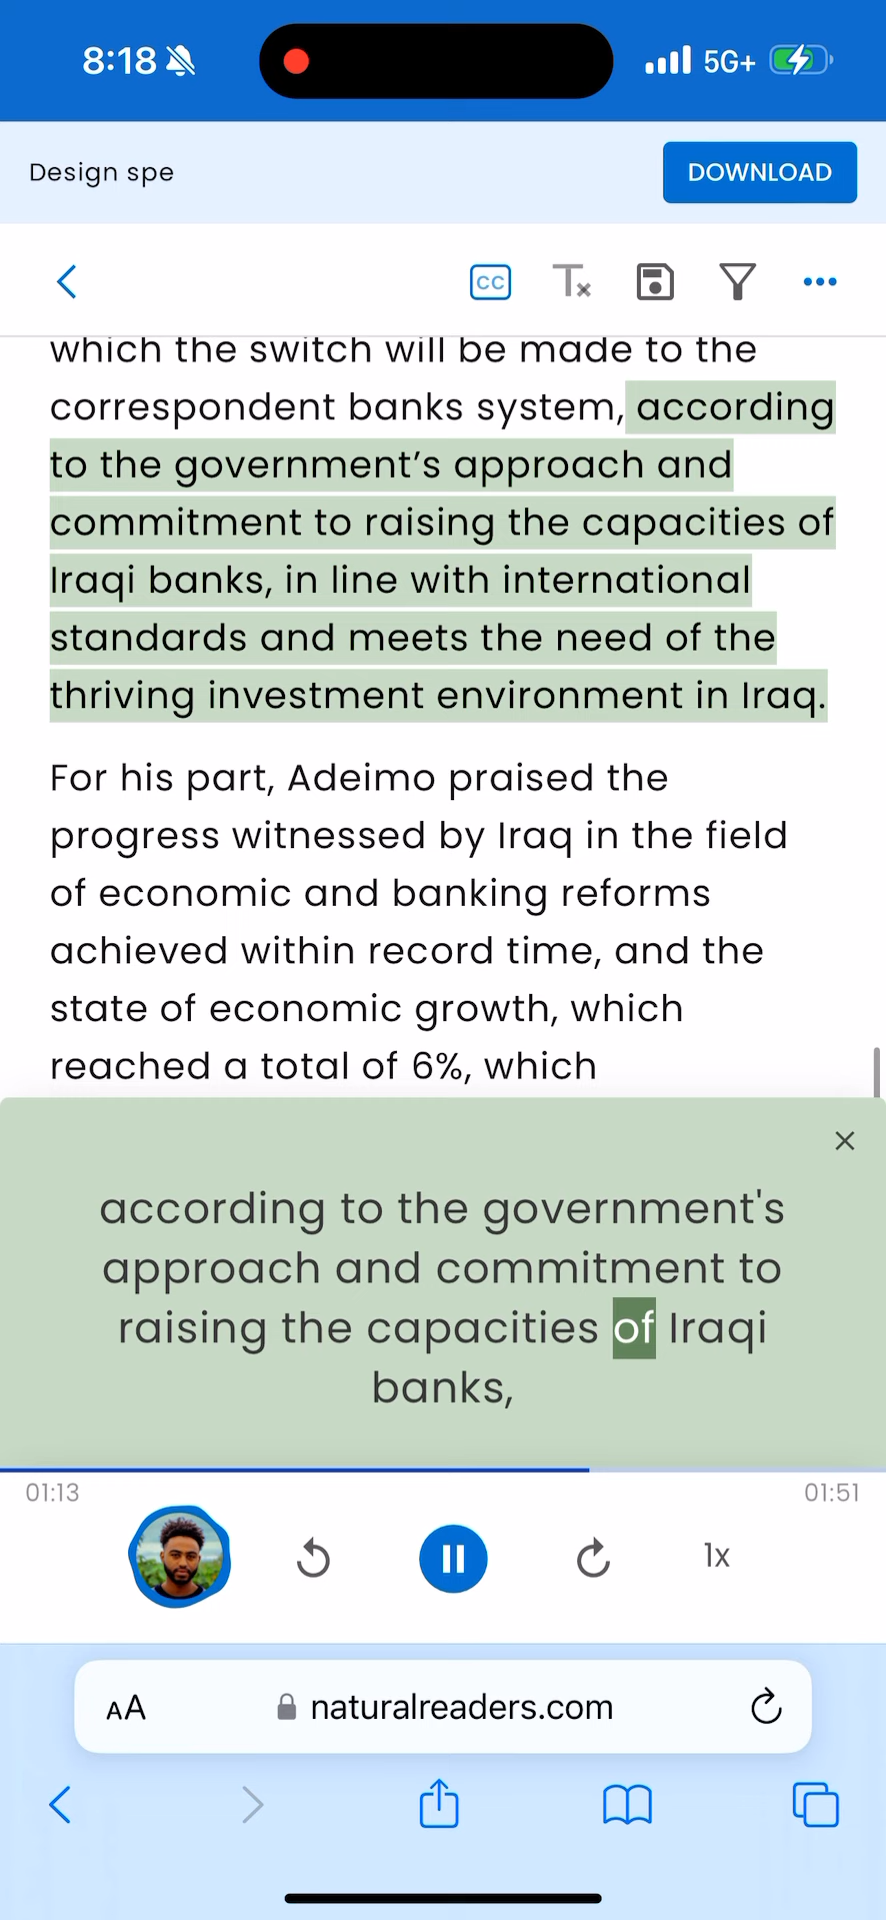 8:18
5G+
Design spe
DOWNLOAD
CC
Tx
which the switch will be made to the
correspondent banks system, according
to the government’s approach and
commitment to raising the capacities of
Iraqi banks, in line with international
standards and meets the need of the
thriving investment environment in Iraq.
For his part, Adeimo praised the
progress witnessed by Iraq in the field
of economic and banking reforms
achieved within record time, and the
state of economic growth, which
reached a total of 6%, which
according to the government's
approach and commitment to
raising the capacities of Iraqi
banks,
01:13
01:51
1x
AA
naturalreaders.com